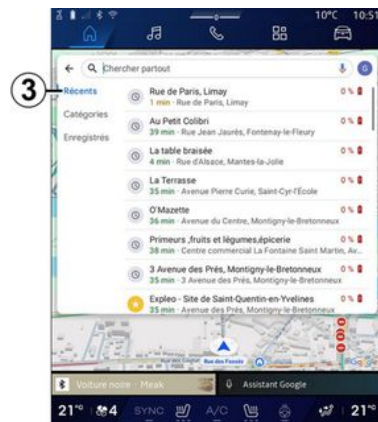 10°C 10:51
Chercher partout
G
3
Récents
Catégories
Enregistrés
Rue de Paris, Limay
1 min · Rue de Paris, Limay
0 %
Au Petit Colibri
39 min · Rue Jean Jaurès, Fontenay-le-Fleury
0 %
La table braisée
4 min · Rue d'Alsace, Mantes-la-Jolie
0 %
La Terrasse
35 min · Avenue Pierre Curie, Saint-Cyr-l'École
0 %
O'Mazette
36 min · Avenue du Centre, Montigny-le-Bretonneux
0 %
Primeurs ,fruits et légumes,épicerie
38 min · Centre commercial La Fontaine Saint Martin, Av...
0 %
3 Avenue des Prés, Montigny-le-Bretonneux
35 min · Avenue des Prés, Montigny-le-Bretonneux
0 %
Expleo - Site de Saint-Quentin-en-Yvelines
35 min · Avenue des Prés, Montigny-le-Bretonneux
0 %
Rue des Fossés
Google
Voiture noire · Meak
Assistant Google
21°° 4 SYNC A/C 21°°